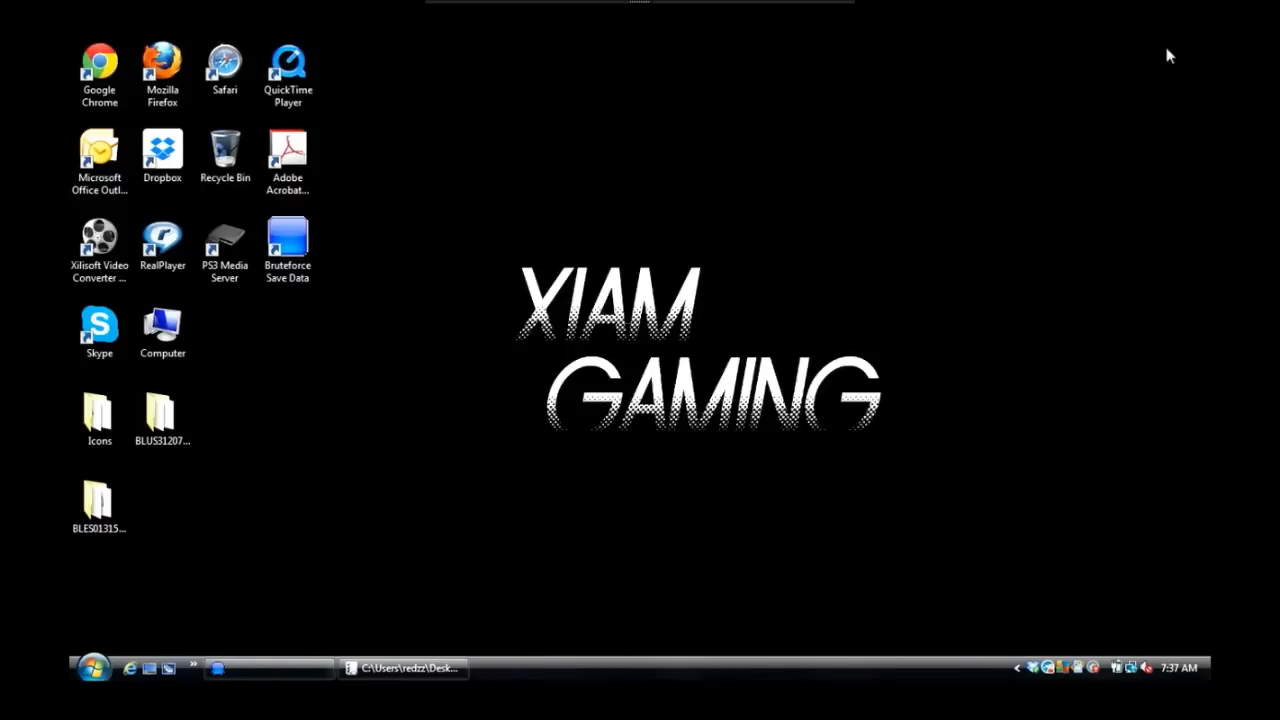 Google
Chrome
Mozilla
Firefox
Safari
QuickTime
Player
Microsoft
Office Outl...
Dropbox
Recycle Bin
Adobe
Acrobat...
Xilisoft Video
Converter ...
RealPlayer
PS3 Media
Server
Bruteforce
Save Data
Skype
Computer
Icons
BLUS31207...
BLES01315...
XIAM
GAMING
C:\Users\redzz\Desk...
7:37 AM